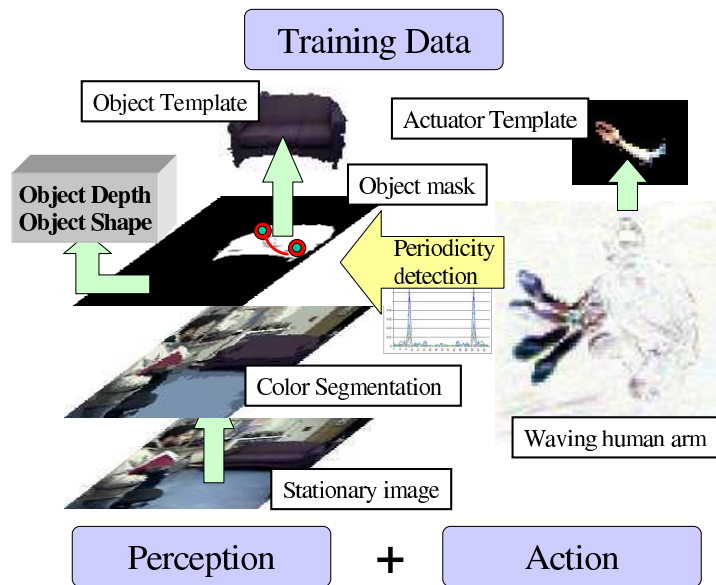 Training Data
Object Template
Actuator Template
Object mask
Object Depth
Object Shape
Periodicity
detection
Color Segmentation
Waving human arm
Stationary image
Perception
+
Action